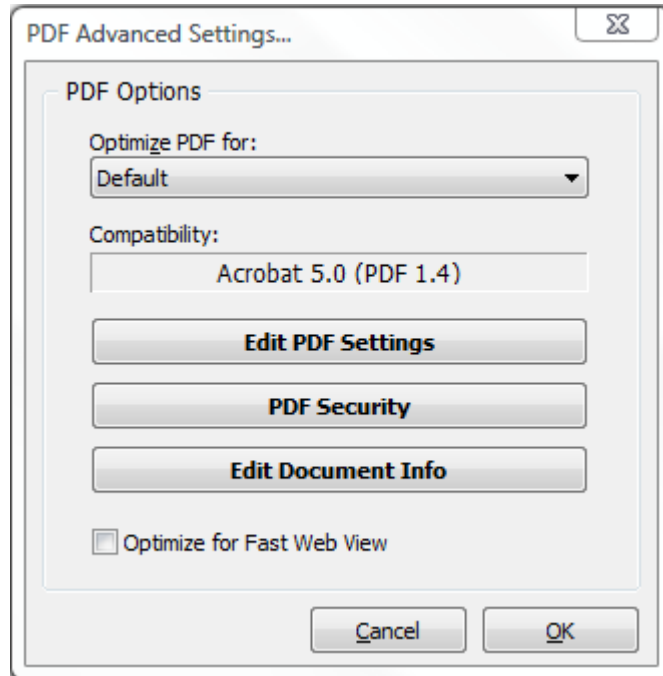 PDF Advanced Settings...
PDF Options
Optimize PDF for:
Default
Compatibility:
Acrobat 5.0 (PDF 1.4)
Edit PDF Settings
PDF Security
Edit Document Info
Optimize for Fast Web View
Cancel OK